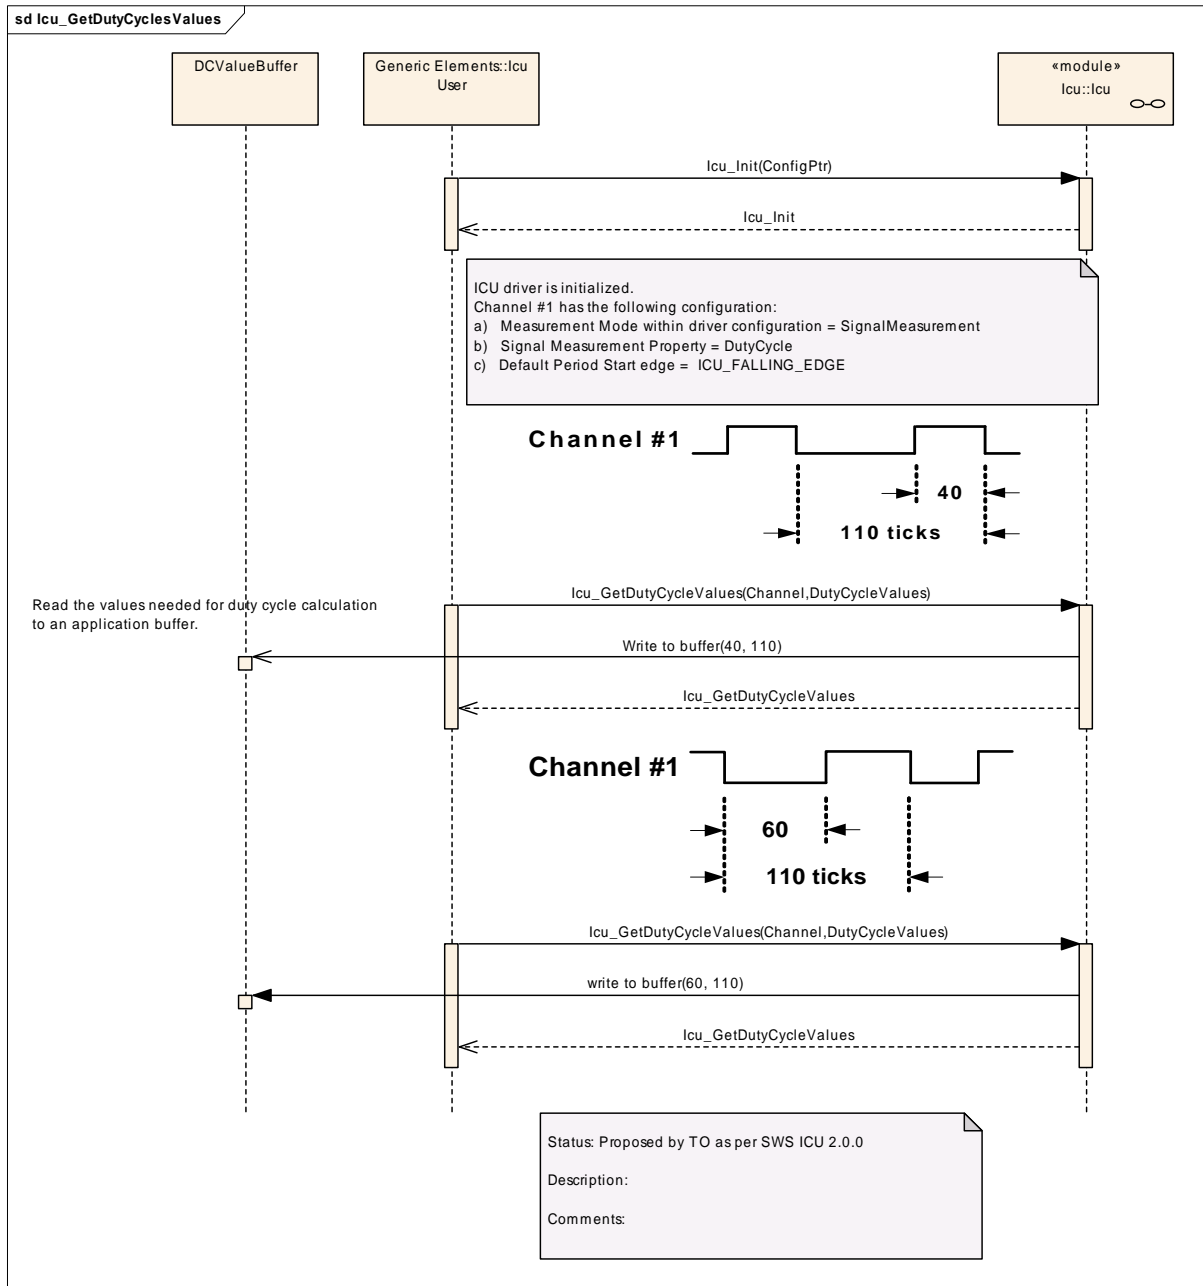 sd Icu_GetDutyCyclesValues
DCValueBuffer
Generic Elements::Icu
User
«module»
Icu::Icu
Icu_Init(ConfigPtr)
Icu_Init
ICU driver is initialized.
Channel #1 has the following configuration:
a) Measurement Mode within driver configuration = SignalMeasurement
b) Signal Measurement Property = DutyCycle
c) Default Period Start edge = ICU_FALLING_EDGE
Channel #1
40
110 ticks
Icu_GetDutyCycleValues(Channel,DutyCycleValues)
Read the values needed for duty cycle calculation
to an application buffer.
Write to buffer(40, 110)
Icu_GetDutyCycleValues
Channel #1
60
110 ticks
Icu_GetDutyCycleValues(Channel,DutyCycleValues)
write to buffer(60, 110)
Icu_GetDutyCycleValues
Status: Proposed by TO as per SWS ICU 2.0.0
Description:
Comments: